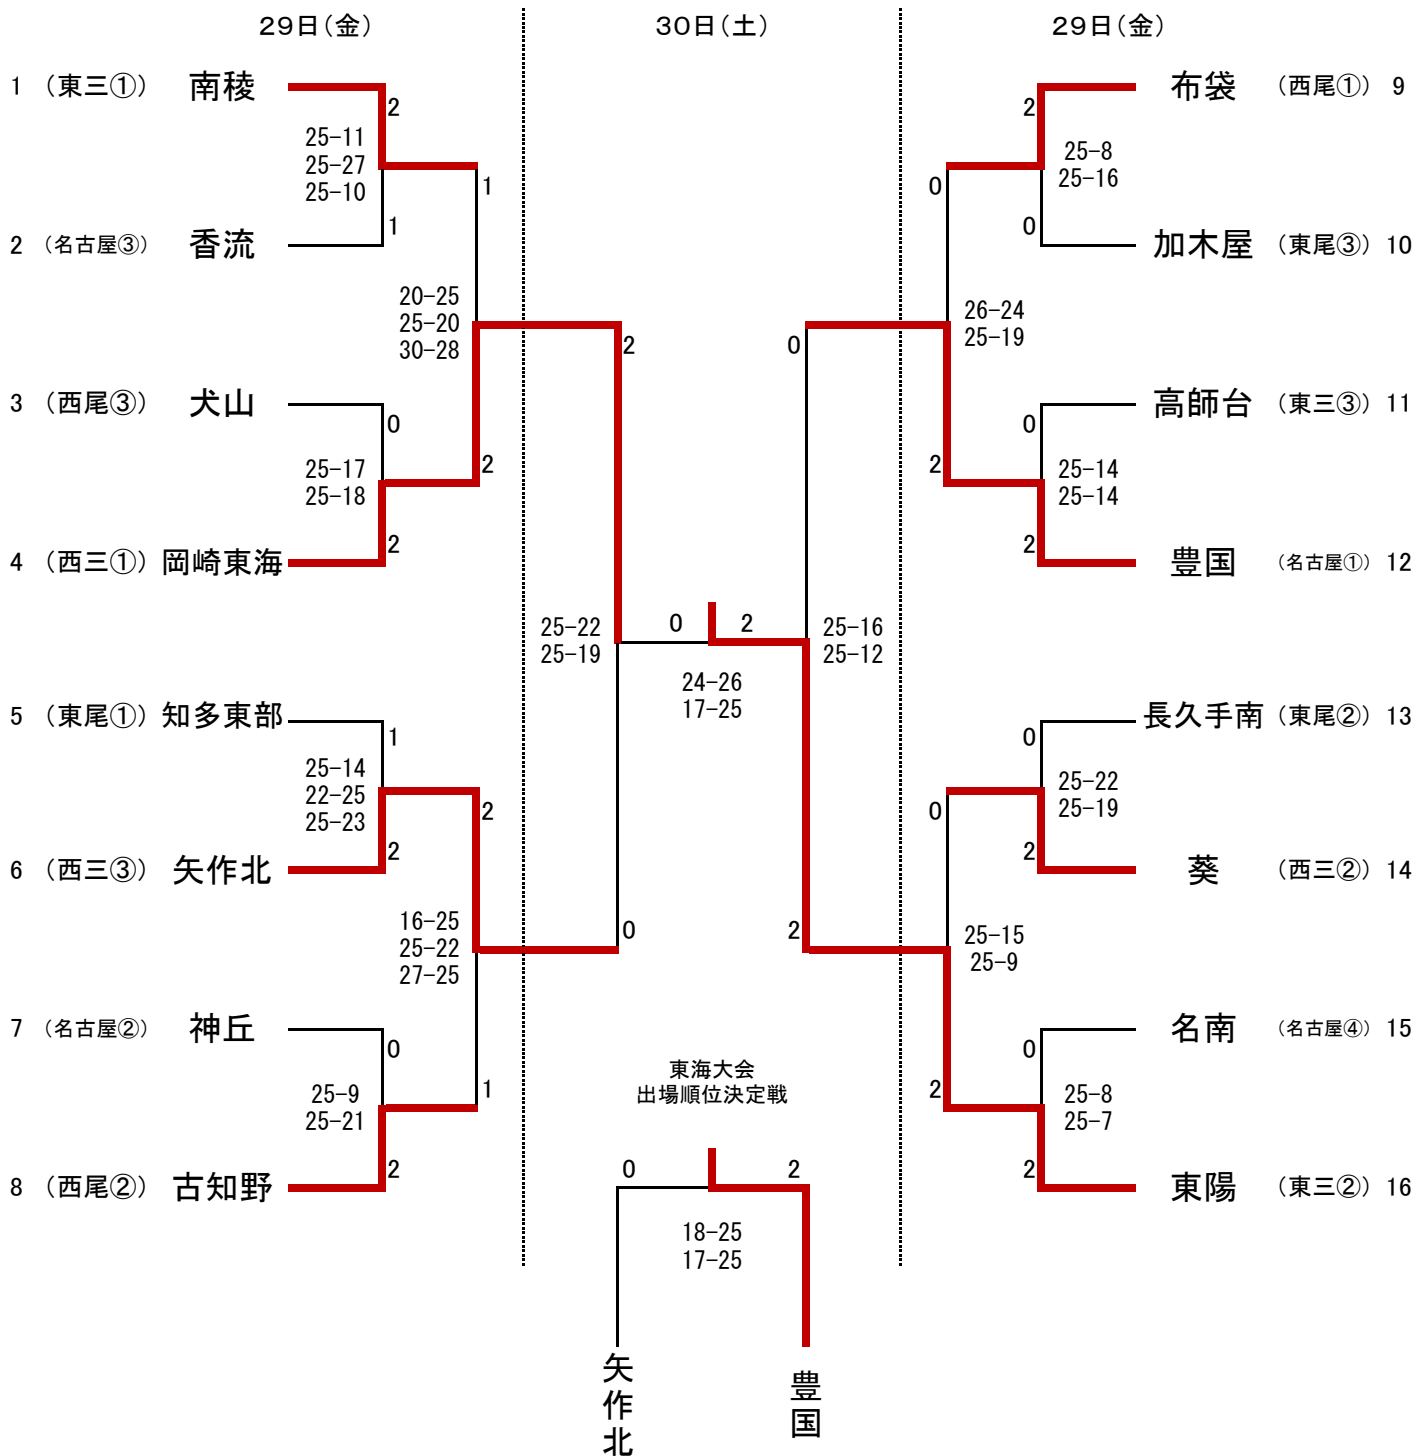 29日(金)
30日(土)
29日(金)
1 (東三①) 南稜
2
25-11
25-27
25-10
1
1
2 (名古屋③) 香流
20-25
25-20
30-28
2
3 (西尾③) 犬山
0
25-17
25-18
2
2
4 (西三①) 岡崎東海
25-22
25-19
5 (東尾①) 知多東部
1
25-14
22-25
25-23
2
2
6 (西三③) 矢作北
16-25
25-22
27-25
0
7 (名古屋②) 神丘
0
25-9
25-21
1
2
8 (西尾②) 古知野
0 2
24-26
17-25
布袋 (西尾①) 9
2
25-8
25-16
0
0
加木屋 (東尾③) 10
26-24
25-19
0
高師台 (東三③) 11
0
25-14
25-14
2
2
豊国 (名古屋①) 12
25-16
25-12
長久手南 (東尾②) 13
0
25-22
25-19
0
2
葵 (西三②) 14
25-15
25-9
2
名南 (名古屋④) 15
0
25-8
25-7
2
2
東陽 (東三②) 16
東海大会
出場順位決定戦
0 2
18-25
17-25
矢作北
豊国